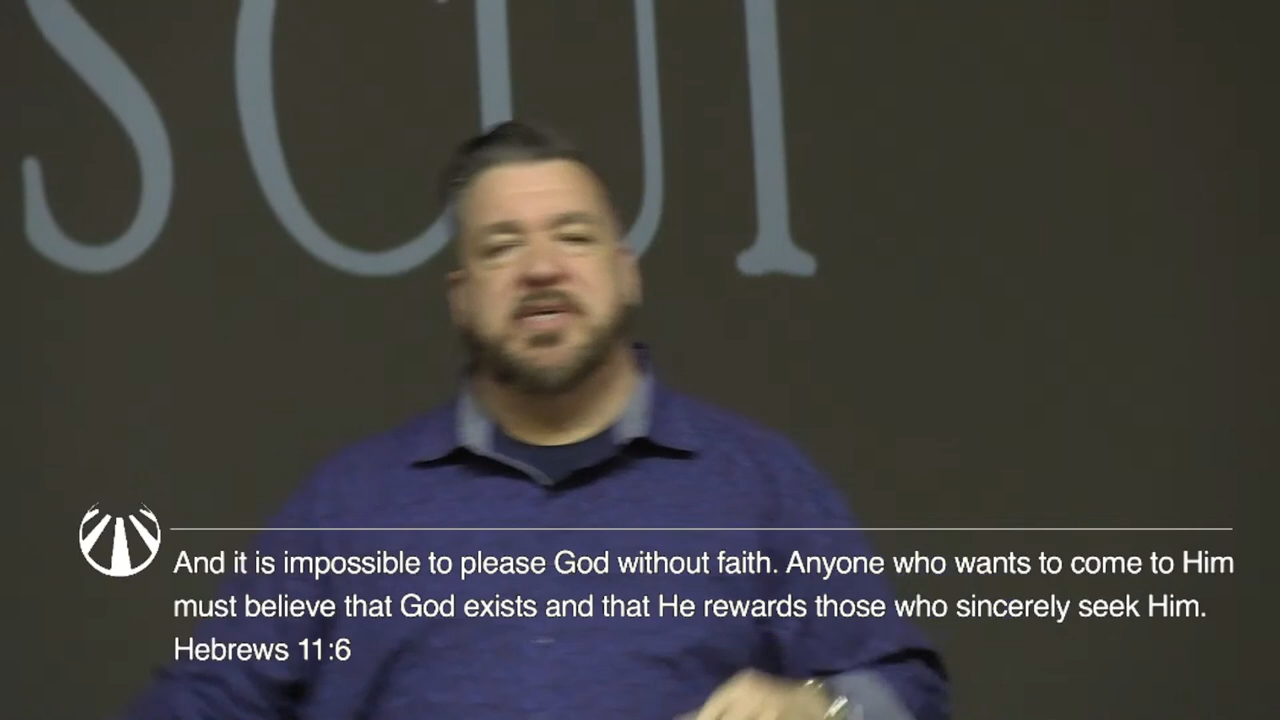 SCUI
And it is impossible to please God without faith. Anyone who wants to come to Him
must believe that God exists and that He rewards those who sincerely seek Him.
Hebrews 11:6